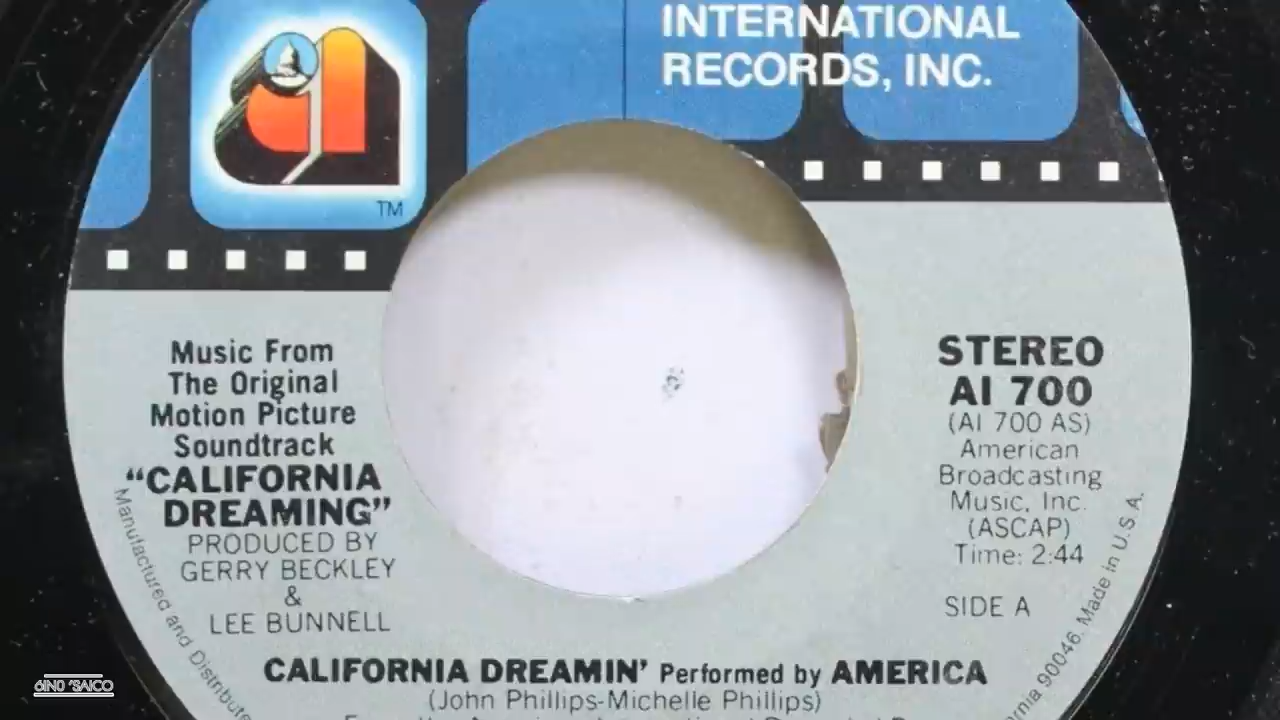 INTERNATIONAL
RECORDS, INC.
TM
Music From
The Original
Motion Picture
Soundtrack
"CALIFORNIA
DREAMING"
PRODUCED BY
GERRY BECKLEY
&
LEE BUNNELL
STEREO
AI 700
(AI 700 AS)
American
Broadcasting
Music, Inc.
(ASCAP)
Time: 2:44
SIDE A
CALIFORNIA DREAMIN' Performed by AMERICA
(John Phillips-Michelle Phillips)
Manufactured and
90046. Made in U.S.A.
GINO 'SAICO